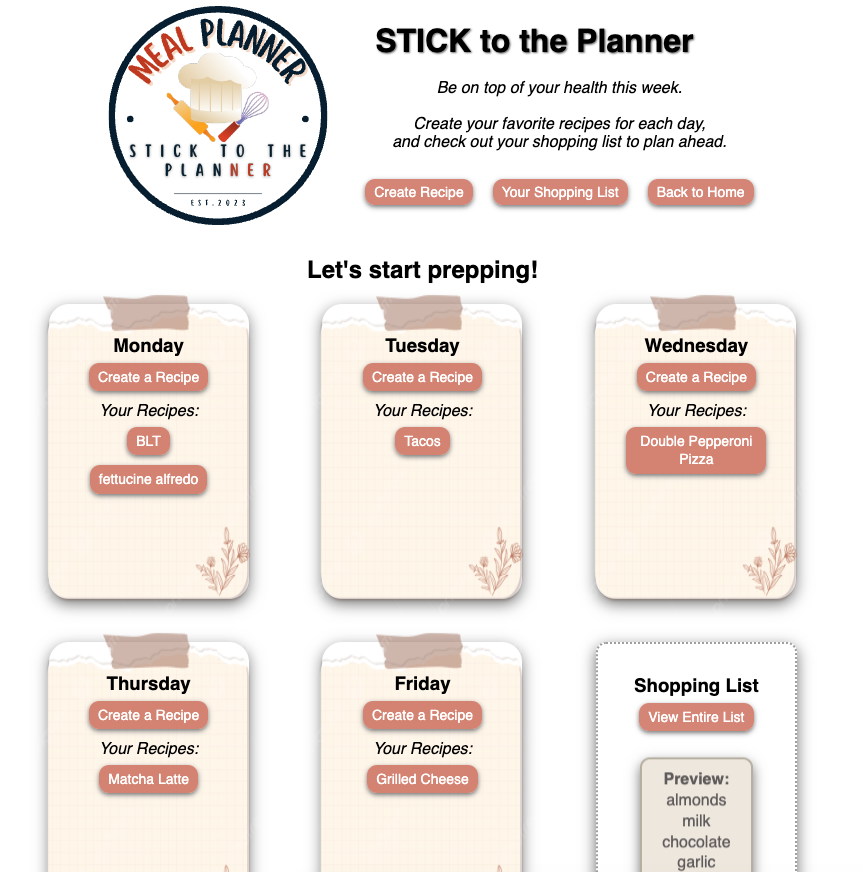 MEAL PLANNER
STICK TO THE
PLANNER
EST.2023
STICK to the Planner
Be on top of your health this week.
Create your favorite recipes for each day,
and check out your shopping list to plan ahead.
Create Recipe
Your Shopping List
Back to Home
Let's start prepping!
Monday
Create a Recipe
Your Recipes:
BLT
fettucine alfredo
Tuesday
Create a Recipe
Your Recipes:
Tacos
Wednesday
Create a Recipe
Your Recipes:
Double Pepperoni
Pizza
Thursday
Create a Recipe
Your Recipes:
Matcha Latte
Friday
Create a Recipe
Your Recipes:
Grilled Cheese
Shopping List
View Entire List
Preview:
almonds
milk
chocolate
garlic